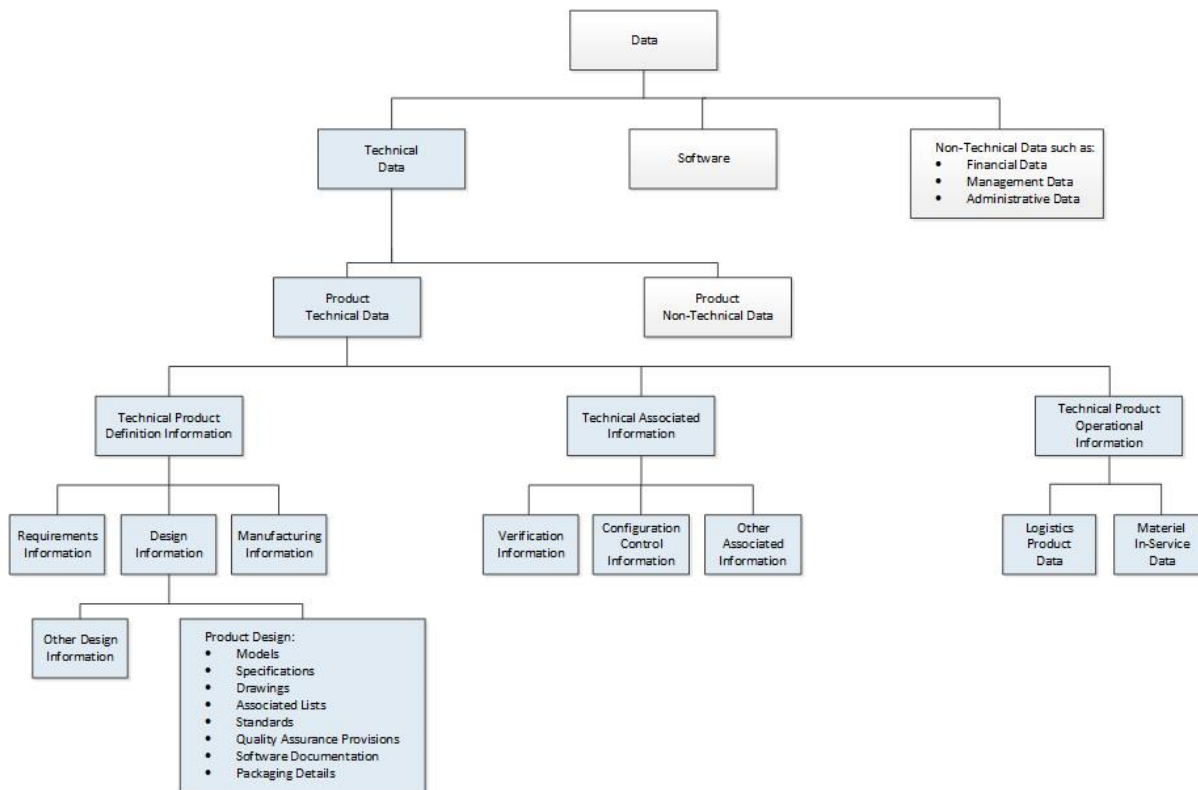 Data
Technical
Data
Software
Non-Technical Data such as:
• Financial Data
• Management Data
• Administrative Data
Product
Technical Data
Product
Non-Technical Data
Technical Product
Definition Information
Technical Associated
Information
Technical Product
Operational
Information
Requirements
Information
Design
Information
Manufacturing
Information
Verification
Information
Configuration
Control
Information
Other
Associated
Information
Logistics
Product
Data
Materiel
In-Service
Data
Other Design
Information
Product Design:
• Models
• Specifications
• Drawings
• Associated Lists
• Standards
• Quality Assurance Provisions
• Software Documentation
• Packaging Details